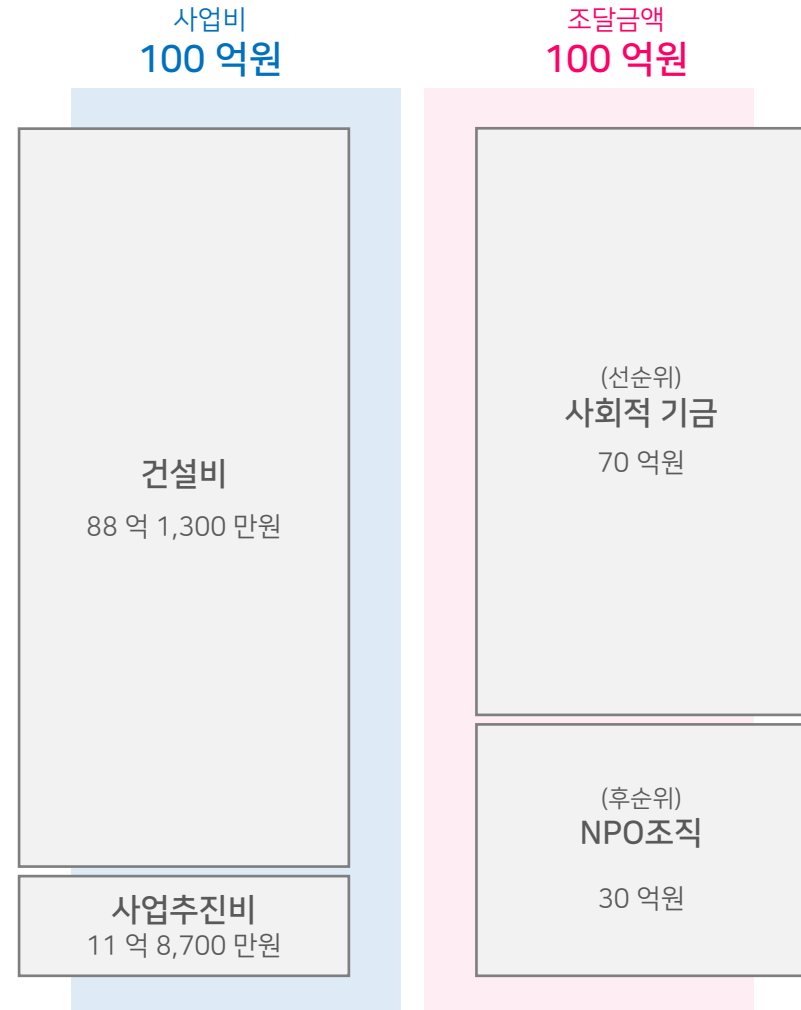 사업비
100 억원
건설비
88 억 1,300 만원
사업추진비
11 억 8,700 만원
조달금액
100 억원
(선순위)
사회적 기금
70 억원
(후순위)
NPO조직
30 억원